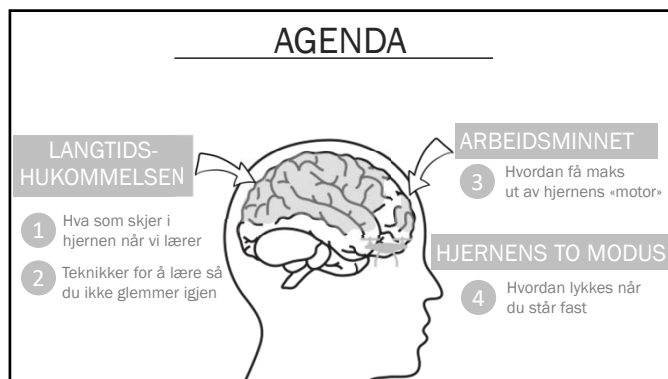 AGENDA
LANGTIDS-
HUKOMMELSEN
1 Hva som skjer i
hjernen når vi lærer
2 Teknikker for å lære så
du ikke glemmer igjen
ARBEIDSMINNET
3 Hvordan få maks
ut av hjernens «motor»
HJERNENS TO MODUS
4 Hvordan lykkes når
du står fast